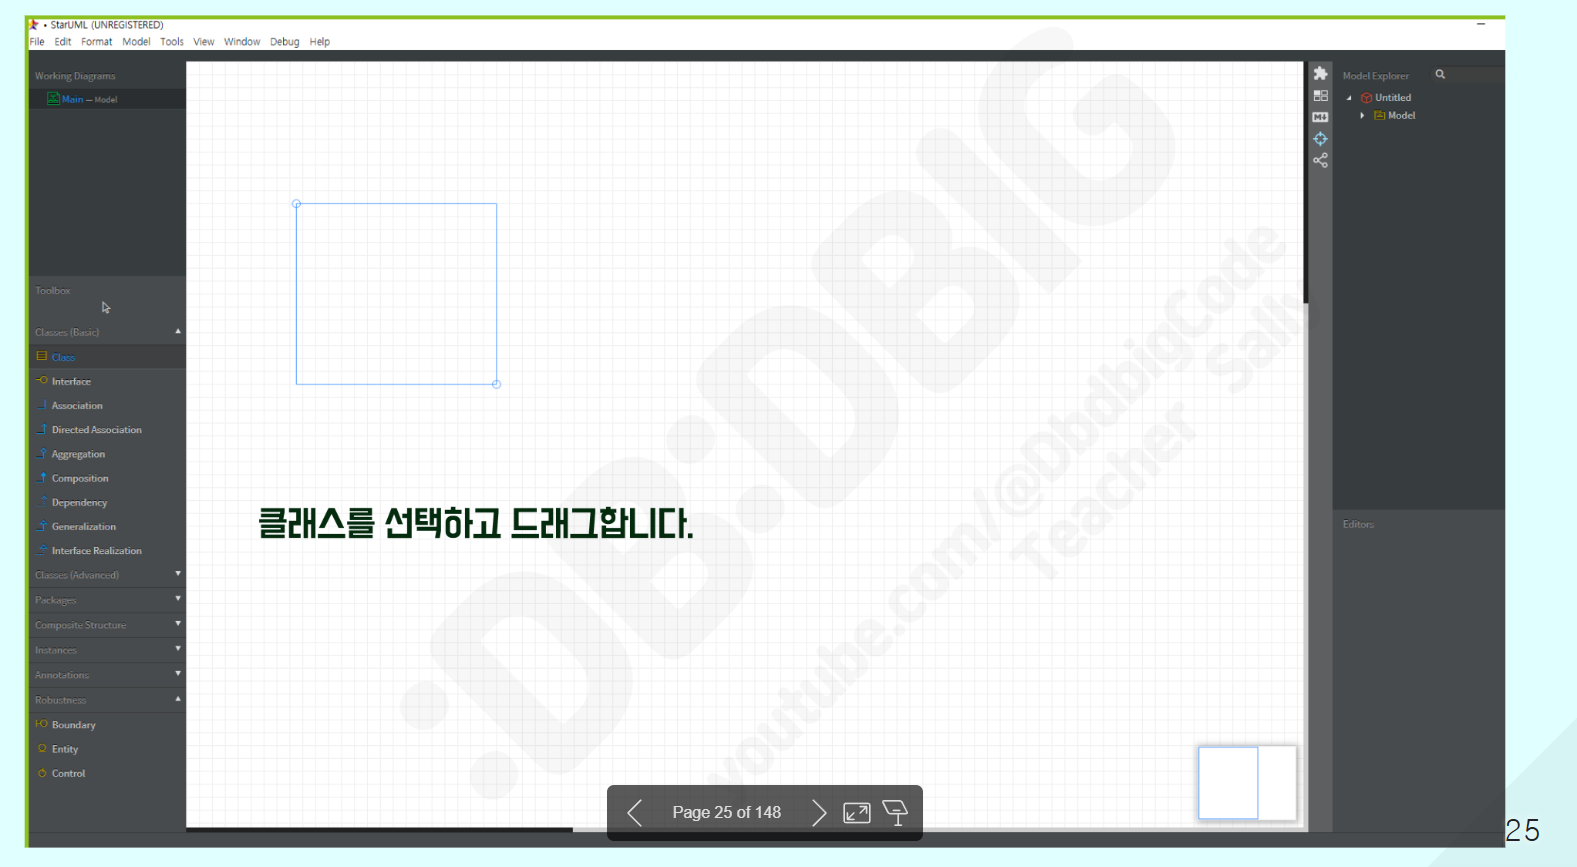 StarUML (UNREGISTERED)
File Edit Format Model Tools View Window Debug Help
Working Diagrams
Main — Model
Toolbox
Classes (Basic)
Class
Interface
Association
Directed Association
Aggregation
Composition
Dependency
Generalization
Interface Realization
Classes (Advanced)
Packages
Composite Structure
Instances
Annotations
Robustness
Boundary
Entity
Control
클래스를 선택하고 드래그합니다.
iDBiDBIG
youtube.com/@DbdbigCode
Teacher Sally
Model Explorer
Untitled
Model
Editors
Page 25 of 148
25